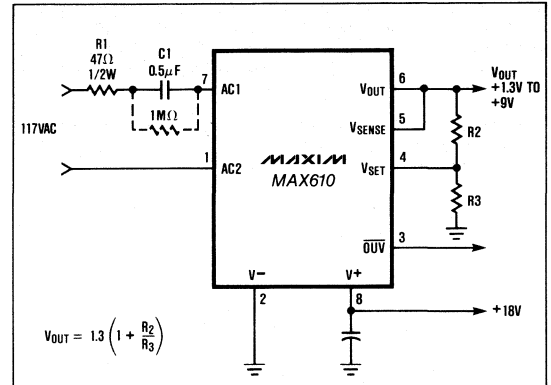 R1
47Ω
1/2W
C1
0.5μF
1MΩ
117VAC
7
AC1
1
AC2
MAXIM
MAX610
VOUT
6
VSENSE
5
VSET
4
OUV
3
V−
2
V+
8
VOUT
+1.3V TO
+9V
R2
R3
+18V
VOUT = 1.3 (1 + R2/R3)